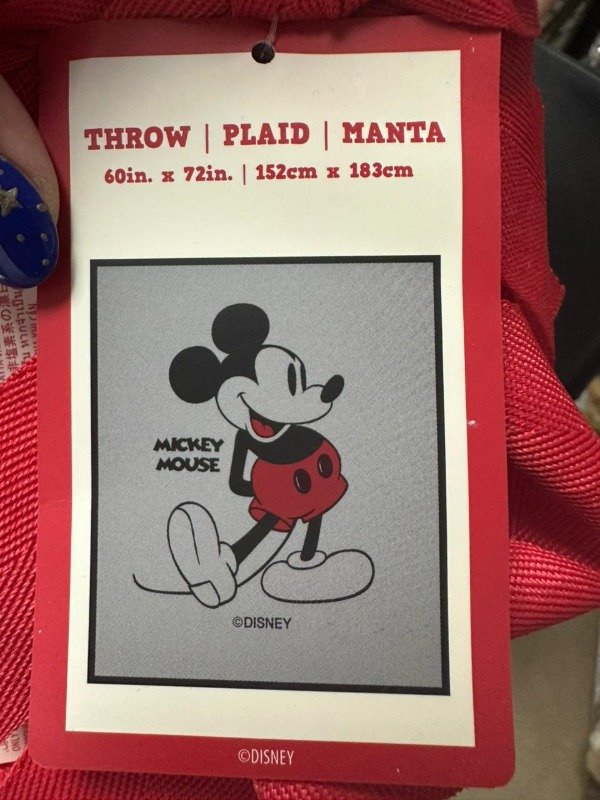 THROW | PLAID | MANTA
60in. x 72in. | 152cm x 183cm
MICKEY
MOUSE
©DISNEY
©DISNEY